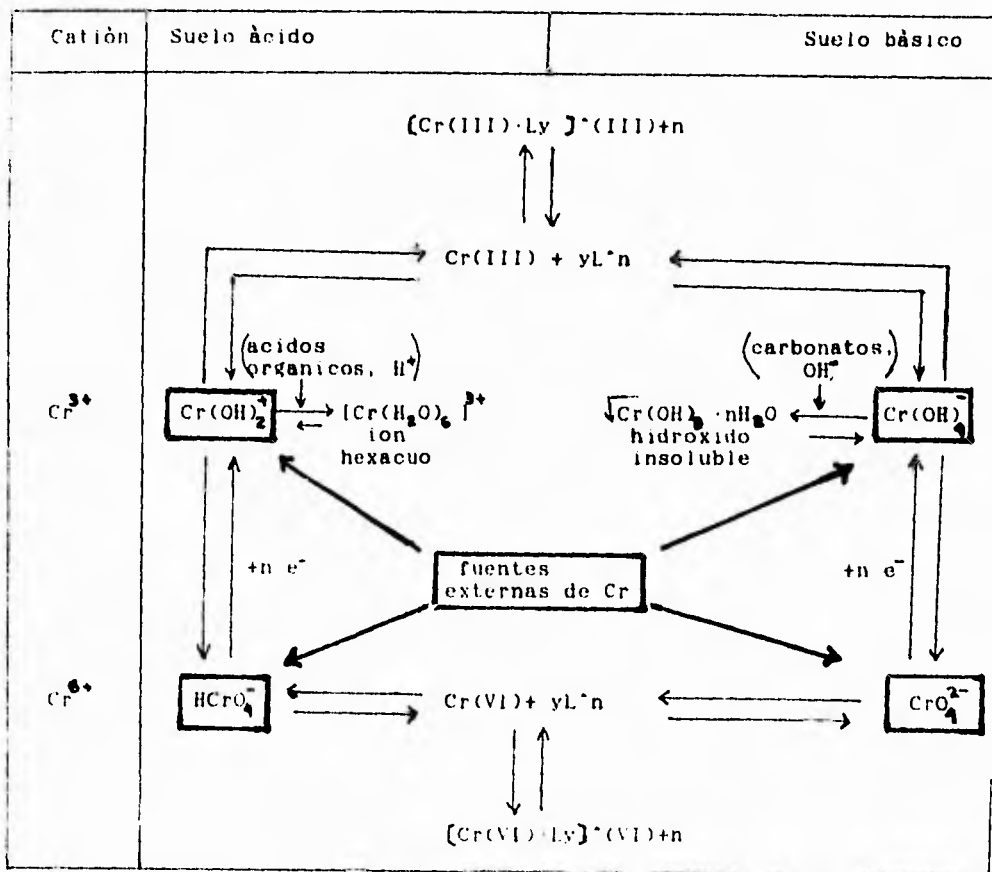 Catión Suelo àcido Suelo bàsico
[Cr(III)·Ly ]^(III)+n
Cr(III) + yL^n
(acidos organicos, H⁺)
(carbonatos, OH⁻)
Cr³⁺ Cr(OH)₂⁺ [Cr(H₂O)₆ ]³⁺ Cr(OH)₃ ·nH₂O Cr(OH)₄⁻
ion hidròxido
hexacuo insoluble
fuentes
+n e⁻ externas de Cr +n e⁻
Cr⁶⁺ HCrO₄⁻ Cr(VI)+ yL^n CrO₄²⁻
[Cr(VI)·Ly]^(VI)+n